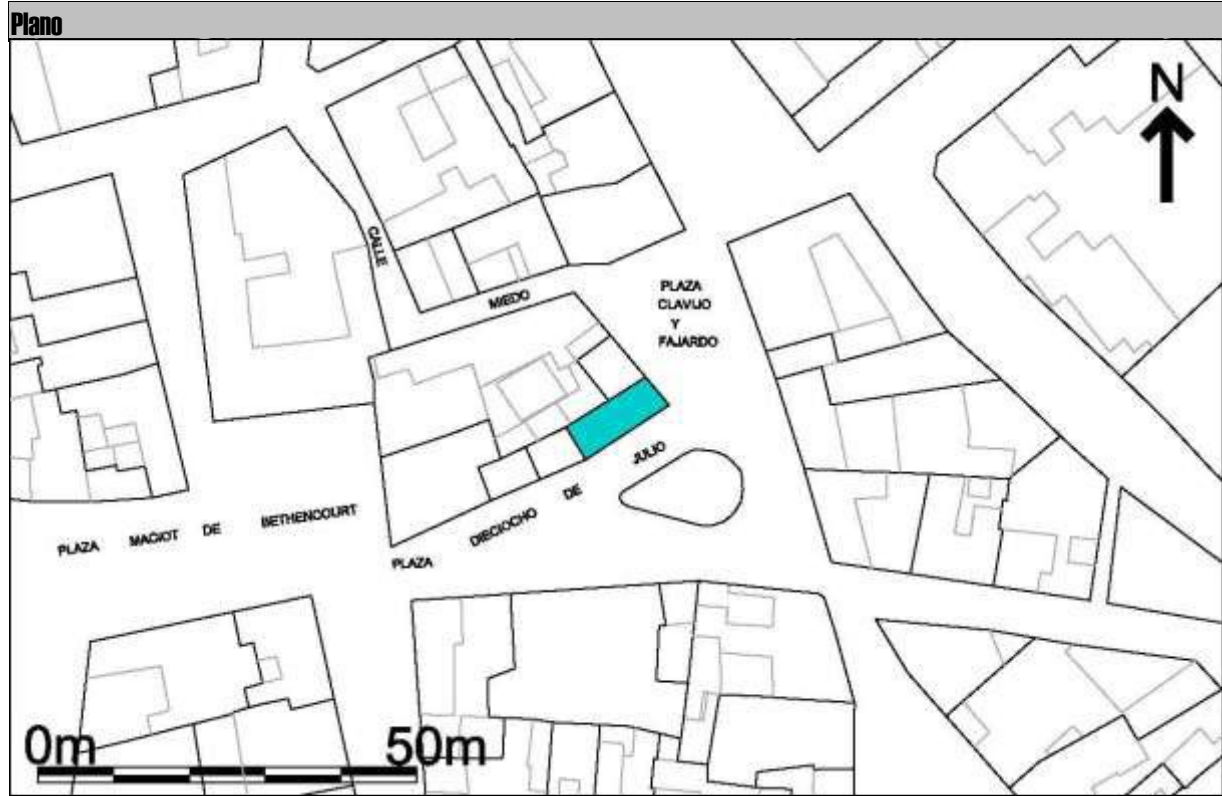 Plano
N
CALLE
MIEDO
PLAZA
CLAVIJO
Y
FAJARDO
PLAZA MACIOT DE BETHENCOURT
PLAZA DIECIOCHO DE JULIO
0m 50m